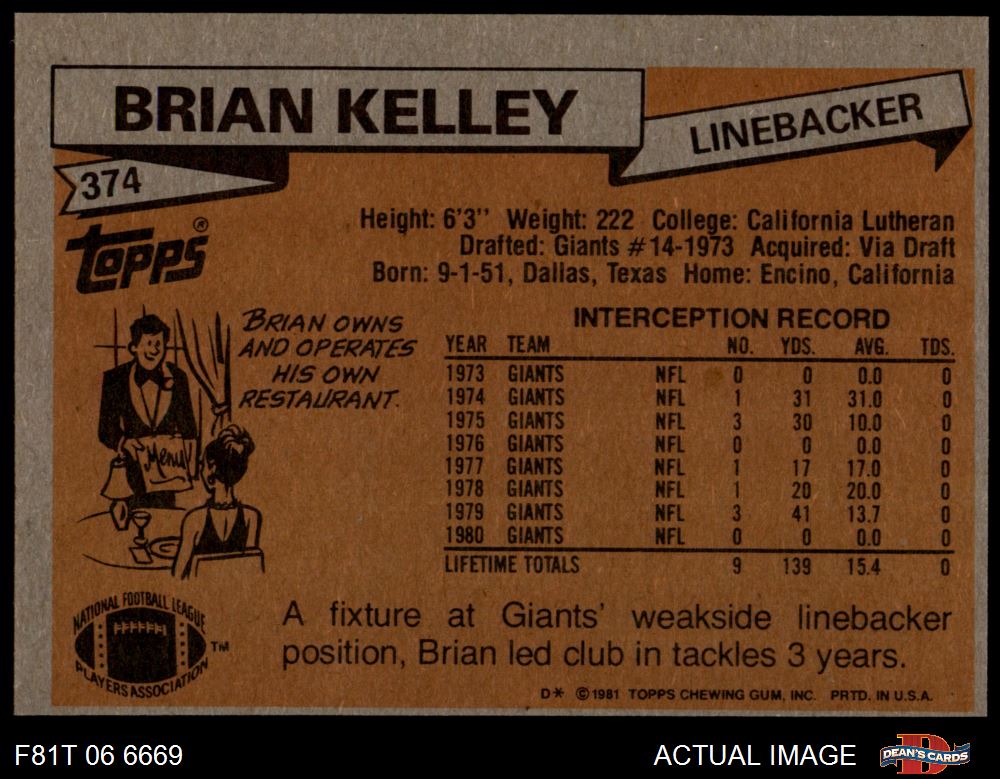 BRIAN KELLEY
LINEBACKER
374
Topps®
Height: 6'3'' Weight: 222 College: California Lutheran
Drafted: Giants #14-1973 Acquired: Via Draft
Born: 9-1-51, Dallas, Texas Home: Encino, California
BRIAN OWNS
AND OPERATES
HIS OWN
RESTAURANT.
Menu
INTERCEPTION RECORD
YEAR TEAM NO. YDS. AVG. TDS.
1973 GIANTS NFL 0 0 0.0 0
1974 GIANTS NFL 1 31 31.0 0
1975 GIANTS NFL 3 30 10.0 0
1976 GIANTS NFL 0 0 0.0 0
1977 GIANTS NFL 1 17 17.0 0
1978 GIANTS NFL 1 20 20.0 0
1979 GIANTS NFL 3 41 13.7 0
1980 GIANTS NFL 0 0 0.0 0
LIFETIME TOTALS 9 139 15.4 0
NATIONAL FOOTBALL LEAGUE
PLAYERS ASSOCIATION
TM
A fixture at Giants' weakside linebacker
position, Brian led club in tackles 3 years.
D* ©1981 TOPPS CHEWING GUM, INC. PRTD. IN U.S.A.
F81T 06 6669
ACTUAL IMAGE
DEAN'S CARDS